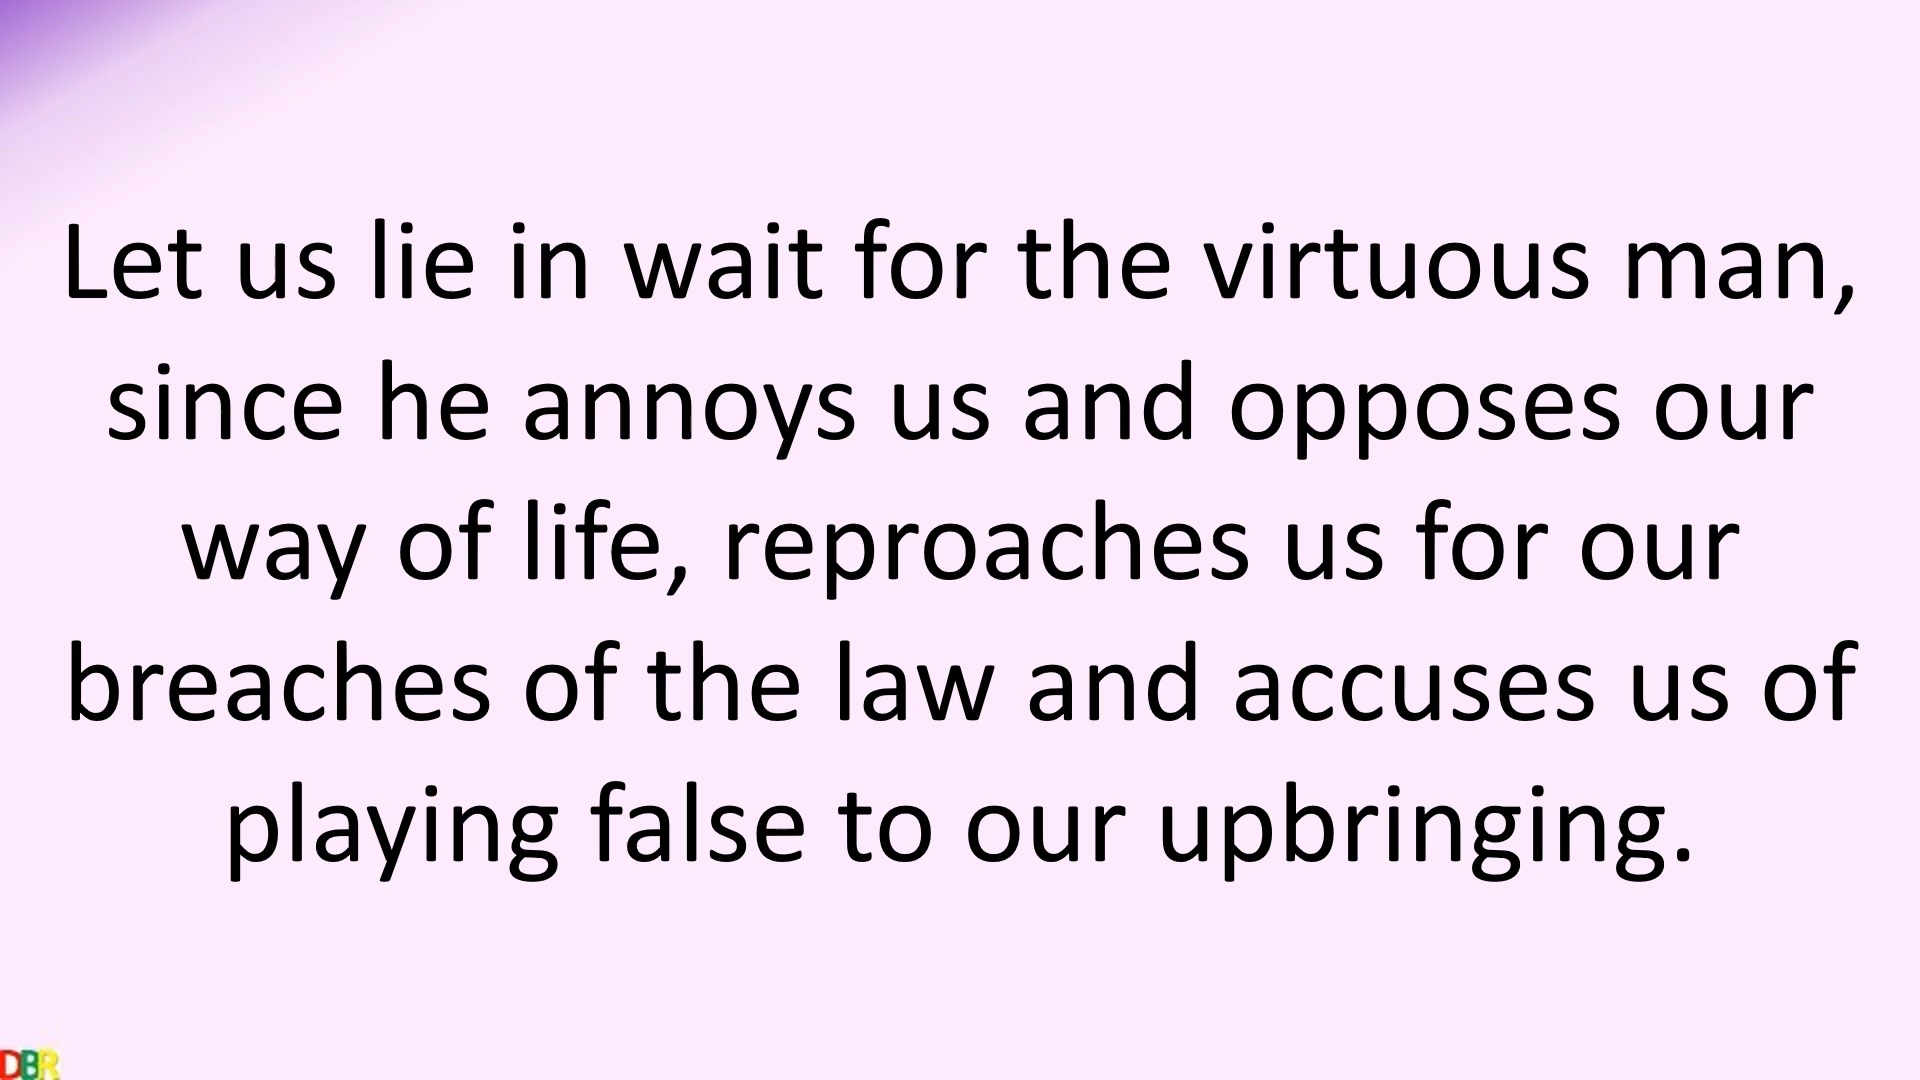 Let us lie in wait for the virtuous man,
since he annoys us and opposes our
way of life, reproaches us for our
breaches of the law and accuses us of
playing false to our upbringing.
DBR